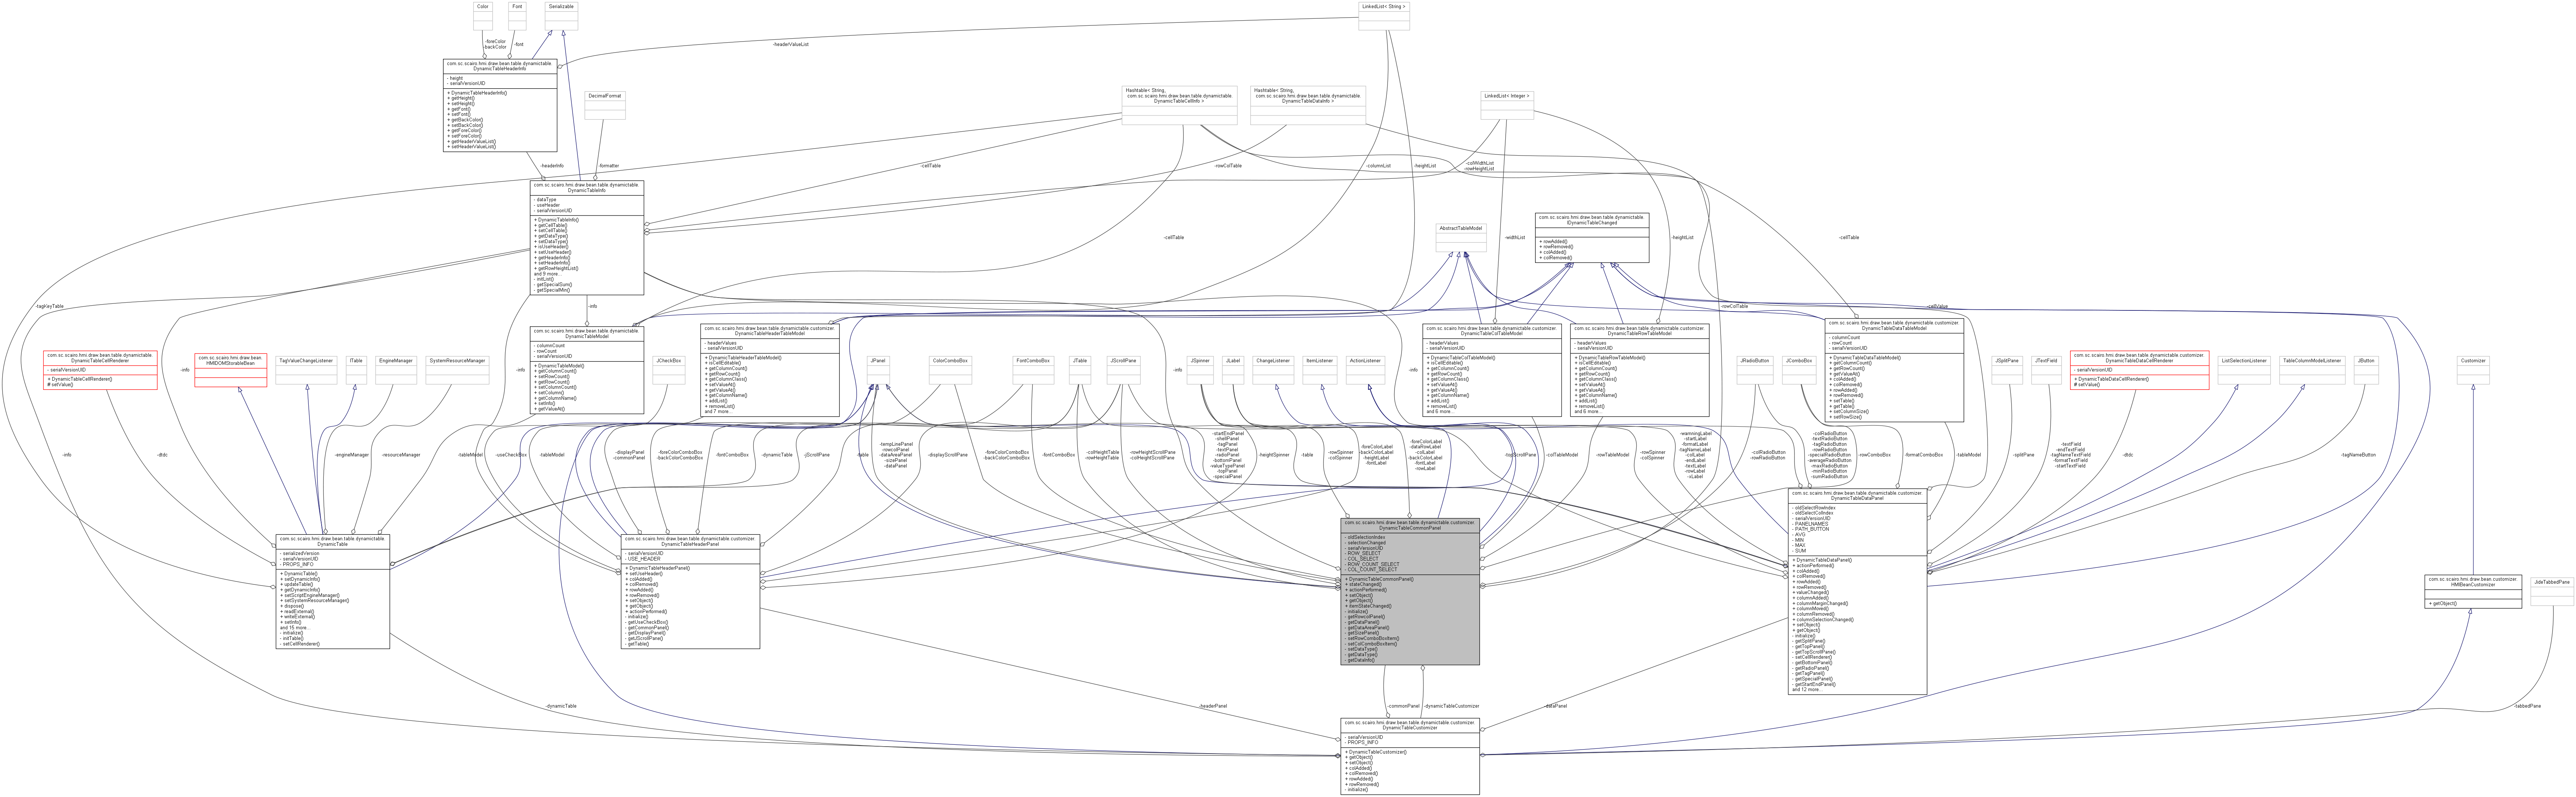 Color
Font
Serializable
LinkedList< String >
-foreColor
-backColor
-font
-headerValueList
com.sc.scairo.hmi.draw.bean.table.dynamictable.
DynamicTableHeaderInfo
- height
- serialVersionUID
+ DynamicTableHeaderInfo()
+ getHeight()
+ setHeight()
+ getFont()
+ setFont()
+ getBackColor()
+ setBackColor()
+ getForeColor()
+ setForeColor()
+ getHeaderValueList()
+ setHeaderValueList()
DecimalFormat
Hashtable< String,
com.sc.scairo.hmi.draw.bean.table.dynamictable.
DynamicTableCellInfo >
Hashtable< String,
com.sc.scairo.hmi.draw.bean.table.dynamictable.
DynamicTableDataInfo >
LinkedList< Integer >
-headerInfo
-formatter
-cellTable
-rowColTable
-columnList
-heightList
-colWidthList
-rowHeightList
com.sc.scairo.hmi.draw.bean.table.dynamictable.
DynamicTableInfo
- dataType
- useHeader
- serialVersionUID
+ DynamicTableInfo()
+ getCellTable()
+ setCellTable()
+ getDataType()
+ setDataType()
+ isUseHeader()
+ setUseHeader()
+ getHeaderInfo()
+ setHeaderInfo()
+ getRowHeightList()
and 9 more...
- initList()
- getSpecialSum()
- getSpecialMin()
AbstractTableModel
com.sc.scairo.hmi.draw.bean.table.dynamictable.
IDynamicTableChanged
+ rowAdded()
+ rowRemoved()
+ colAdded()
+ colRemoved()
-cellTable
-widthList
-heightList
-cellTable
-tagKeyTable
-info
-rowColTable
-cellValue
com.sc.scairo.hmi.draw.bean.table.dynamictable.
DynamicTableModel
- columnCount
- rowCount
- serialVersionUID
+ DynamicTableModel()
+ getColumnCount()
+ setRowCount()
+ getRowCount()
+ setColumnCount()
+ setColumn()
+ getColumnName()
+ setInfo()
+ getValueAt()
com.sc.scairo.hmi.draw.bean.table.dynamictable.customizer.
DynamicTableHeaderTableModel
- headerValues
- serialVersionUID
+ DynamicTableHeaderTableModel()
+ isCellEditable()
+ getColumnCount()
+ getRowCount()
+ getColumnClass()
+ setValueAt()
+ getValueAt()
+ getColumnName()
+ addList()
+ removeList()
and 7 more...
com.sc.scairo.hmi.draw.bean.table.dynamictable.customizer.
DynamicTableColTableModel
- headerValues
- serialVersionUID
+ DynamicTableColTableModel()
+ isCellEditable()
+ getColumnCount()
+ getRowCount()
+ getColumnClass()
+ setValueAt()
+ getValueAt()
+ getColumnName()
+ addList()
+ removeList()
and 6 more...
com.sc.scairo.hmi.draw.bean.table.dynamictable.customizer.
DynamicTableRowTableModel
- headerValues
- serialVersionUID
+ DynamicTableRowTableModel()
+ isCellEditable()
+ getColumnCount()
+ getRowCount()
+ getColumnClass()
+ setValueAt()
+ getValueAt()
+ getColumnName()
+ addList()
+ removeList()
and 6 more...
com.sc.scairo.hmi.draw.bean.table.dynamictable.customizer.
DynamicTableDataTableModel
- columnCount
- rowCount
- serialVersionUID
+ DynamicTableDataTableModel()
+ getColumnCount()
+ getRowCount()
+ getValueAt()
+ colAdded()
+ colRemoved()
+ rowAdded()
+ rowRemoved()
+ setTable()
+ getTable()
+ setColumnSize()
+ setRowSize()
com.sc.scairo.hmi.draw.bean.table.dynamictable.
DynamicTableCellRenderer
- serialVersionUID
+ DynamicTableCellRenderer()
# setValue()
com.sc.scairo.hmi.draw.bean.
HMIDOMStorableBean
TagValueChangeListener
ITable
EngineManager
SystemResourceManager
JCheckBox
JPanel
ColorComboBox
FontComboBox
JTable
JScrollPane
JSpinner
JLabel
ChangeListener
ItemListener
ActionListener
JRadioButton
JComboBox
JSplitPane
JTextField
com.sc.scairo.hmi.draw.bean.table.dynamictable.customizer.
DynamicTableDataCellRenderer
- serialVersionUID
+ DynamicTableDataCellRenderer()
# setValue()
ListSelectionListener
TableColumnModelListener
JButton
Customizer
-info
-info
-info
-info
-info
-dtdc
-engineManager
-resourceManager
-tableModel
-useCheckBox
-tableModel
-displayPanel
-commonPanel
-foreColorComboBox
-backColorComboBox
-fontComboBox
-dynamicTable
-jScrollPane
-table
-tempLinePanel
-rowcolPanel
-dataAreaPanel
-sizePanel
-dataPanel
-displayScrollPane
-foreColorComboBox
-backColorComboBox
-fontComboBox
-colHeightTable
-rowHeightTable
-rowHeightScrollPane
-colHeightScrollPane
-startEndPanel
-shellPanel
-tagPanel
-textPanel
-radioPanel
-bottomPanel
-valueTypePanel
-topPanel
-specialPanel
-heightSpinner
-table
-rowSpinner
-colSpinner
-foreColorLabel
-backColorLabel
-heightLabel
-fontLabel
-foreColorLabel
-dataRowLabel
-colLabel
-backColorLabel
-fontLabel
-rowLabel
-topScrollPane
-colTableModel
-rowTableModel
-rowSpinner
-colSpinner
-warnningLabel
-startLabel
-formatLabel
-tagNameLabel
-colLabel
-endLabel
-textLabel
-rowLabel
-xLabel
-colRadioButton
-rowRadioButton
-colRadioButton
-textRadioButton
-tagRadioButton
-rowRadioButton
-specialRadioButton
-averageRadioButton
-maxRadioButton
-minRadioButton
-sumRadioButton
-rowComboBox
-formatComboBox
-tableModel
-splitPane
-textField
-endTextField
-tagNameTextField
-formatTextField
-startTextField
-dtdc
-tagNameButton
com.sc.scairo.hmi.draw.bean.table.dynamictable.
DynamicTable
- serializedVersion
- serialVersionUID
- PROPS_INFO
+ DynamicTable()
+ setDynamicInfo()
+ updateTable()
+ getDynamicInfo()
+ setScriptEngineManager()
+ setSystemResourceManager()
+ dispose()
+ readExternal()
+ writeExternal()
+ setInfo()
and 15 more...
- initialize()
- initTable()
- setCellRenderer()
com.sc.scairo.hmi.draw.bean.table.dynamictable.customizer.
DynamicTableHeaderPanel
- serialVersionUID
- USE_HEADER
+ DynamicTableHeaderPanel()
+ setUseHeader()
+ colAdded()
+ colRemoved()
+ rowAdded()
+ rowRemoved()
+ setObject()
+ getObject()
+ actionPerformed()
- initialize()
- getUseCheckBox()
- getCommonPanel()
- getDisplayPanel()
- getJScrollPane()
- getTable()
com.sc.scairo.hmi.draw.bean.table.dynamictable.customizer.
DynamicTableCommonPanel
- oldSelectionIndex
- selectionChanged
- serialVersionUID
- ROW_SELECT
- COL_SELECT
- ROW_COUNT_SELECT
- COL_COUNT_SELECT
+ DynamicTableCommonPanel()
+ stateChanged()
+ actionPerformed()
+ setObject()
+ getObject()
+ itemStateChanged()
- initialize()
- getRowcolPanel()
- getDataPanel()
- getDataAreaPanel()
- getSizePanel()
- setRowComboBoxItem()
- setColComboBoxItem()
- setDataType()
- getDataType()
- getDataInfo()
com.sc.scairo.hmi.draw.bean.table.dynamictable.customizer.
DynamicTableDataPanel
- oldSelectRowIndex
- oldSelectColIndex
- serialVersionUID
- PANELNAMES
- PATH_BUTTON
- AVG
- MIN
- MAX
- SUM
+ DynamicTableDataPanel()
+ actionPerformed()
+ colAdded()
+ colRemoved()
+ rowAdded()
+ rowRemoved()
+ valueChanged()
+ columnAdded()
+ columnMarginChanged()
+ columnMoved()
+ columnRemoved()
+ columnSelectionChanged()
+ setObject()
+ getObject()
- initialize()
- getSplitPane()
- getTopPanel()
- getTopScrollPane()
- setCellRenderer()
- getBottomPanel()
- getRadioPanel()
- getTagPanel()
- getSpecialPanel()
- getStartEndPanel()
and 12 more...
com.sc.scairo.hmi.draw.bean.customizer.
HMIBeanCustomizer
+ getObject()
JideTabbedPane
-dynamicTable
-headerPanel
-commonPanel
-dynamicTableCustomizer
-dataPanel
-tabbedPane
com.sc.scairo.hmi.draw.bean.table.dynamictable.customizer.
DynamicTableCustomizer
- serialVersionUID
- PROPS_INFO
+ DynamicTableCustomizer()
+ getObject()
+ setObject()
+ colAdded()
+ colRemoved()
+ rowAdded()
+ rowRemoved()
- initialize()